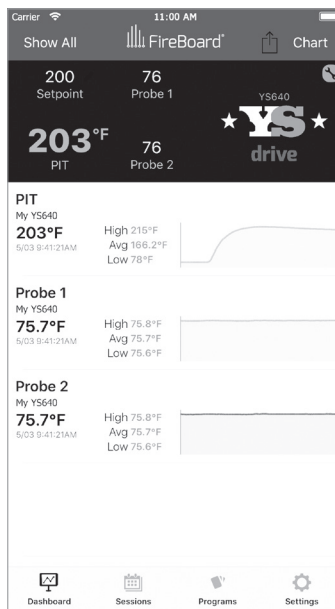 Carrier 11:00 AM
Show All FireBoard® Chart
200 76
Setpoint Probe 1
YS640
YS
drive
203°F 76
PIT Probe 2
PIT
My YS640
203°F
5/03 9:41:21AM
High 215°F
Avg 166.2°F
Low 78°F
Probe 1
My YS640
75.7°F
5/03 9:41:21AM
High 75.8°F
Avg 75.7°F
Low 75.6°F
Probe 2
My YS640
75.7°F
5/03 9:41:21AM
High 75.8°F
Avg 75.7°F
Low 75.6°F
Dashboard Sessions Programs Settings